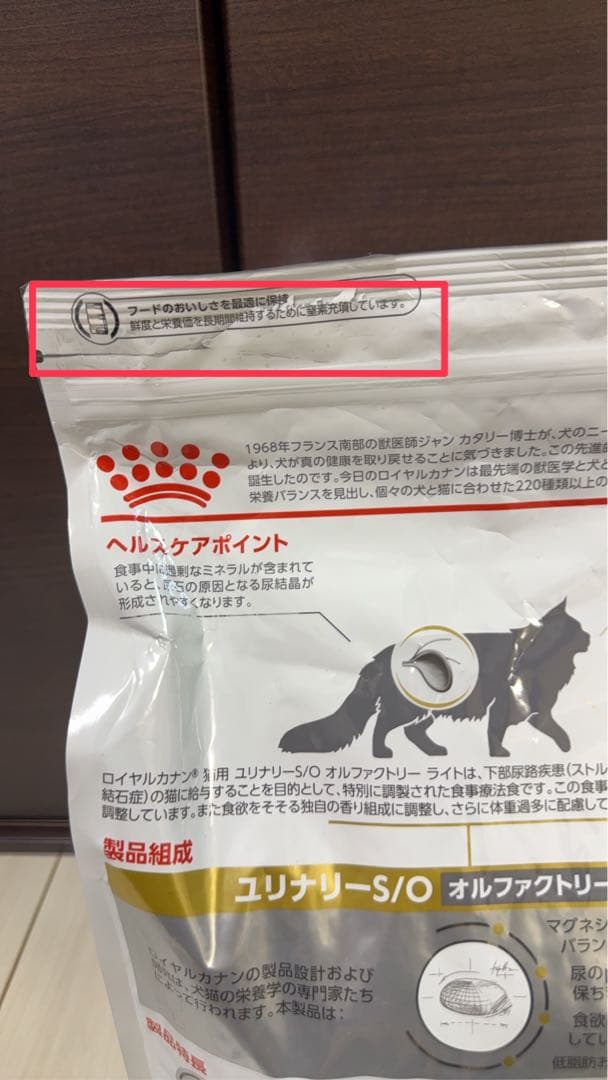 フードのおいしさを最適に保持
鮮度と栄養価を長期間維持するために窒素充填しています。
1968年フランス南部の獣医師ジャン カタリー博士が、犬のニー
より、犬が真の健康を取り戻せることに気づきました。この先進的
誕生したのです。今日のロイヤルカナンは最先端の獣医学と犬と
栄養バランスを見出し、個々の犬と猫に合わせた220種類以上の
ヘルスケアポイント
食事中に過剰なミネラルが含まれて
いると、尿石の原因となる尿結晶が
形成されやすくなります。
ロイヤルカナン® 猫用 ユリナリーS/O オルファクトリー ライトは、下部尿路疾患(ストル
結石症)の猫に給与することを目的として、特別に調製された食事療法食です。この食事
調整しています。また食欲をそそる独自の香り組成に調整し、さらに体重過多に配慮して
製品組成
ユリナリーS/O オルファクトリー
マグネシ
バラン
ロイヤルカナンの製品設計および
は、犬猫の栄養学の専門家たち
によって行われます。本製品は:
尿の
保ち
食欲
してい
低脂肪お
製品特長